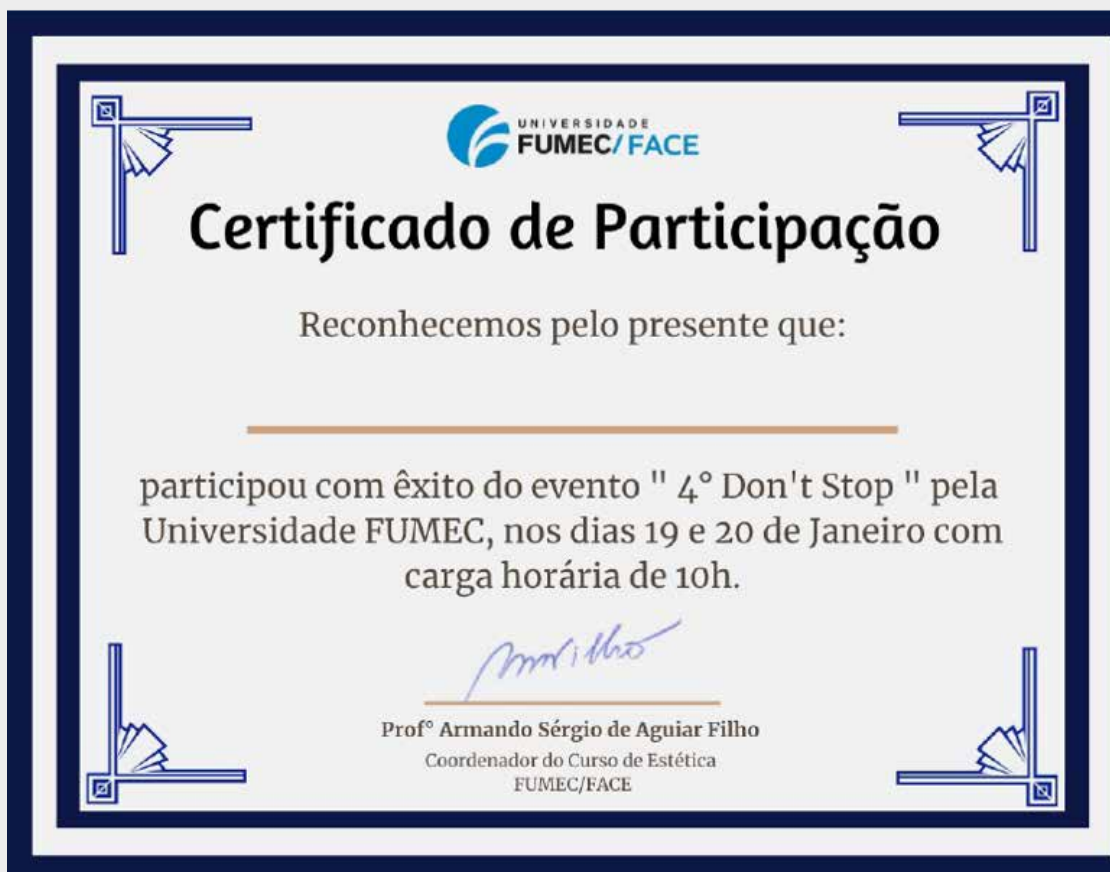 UNIVERSIDADE
FUMEC/FACE
Certificado de Participação
Reconhecemos pelo presente que:
participou com êxito do evento " 4° Don't Stop " pela
Universidade FUMEC, nos dias 19 e 20 de Janeiro com
carga horária de 10h.
Prof° Armando Sérgio de Aguiar Filho
Coordenador do Curso de Estética
FUMEC/FACE